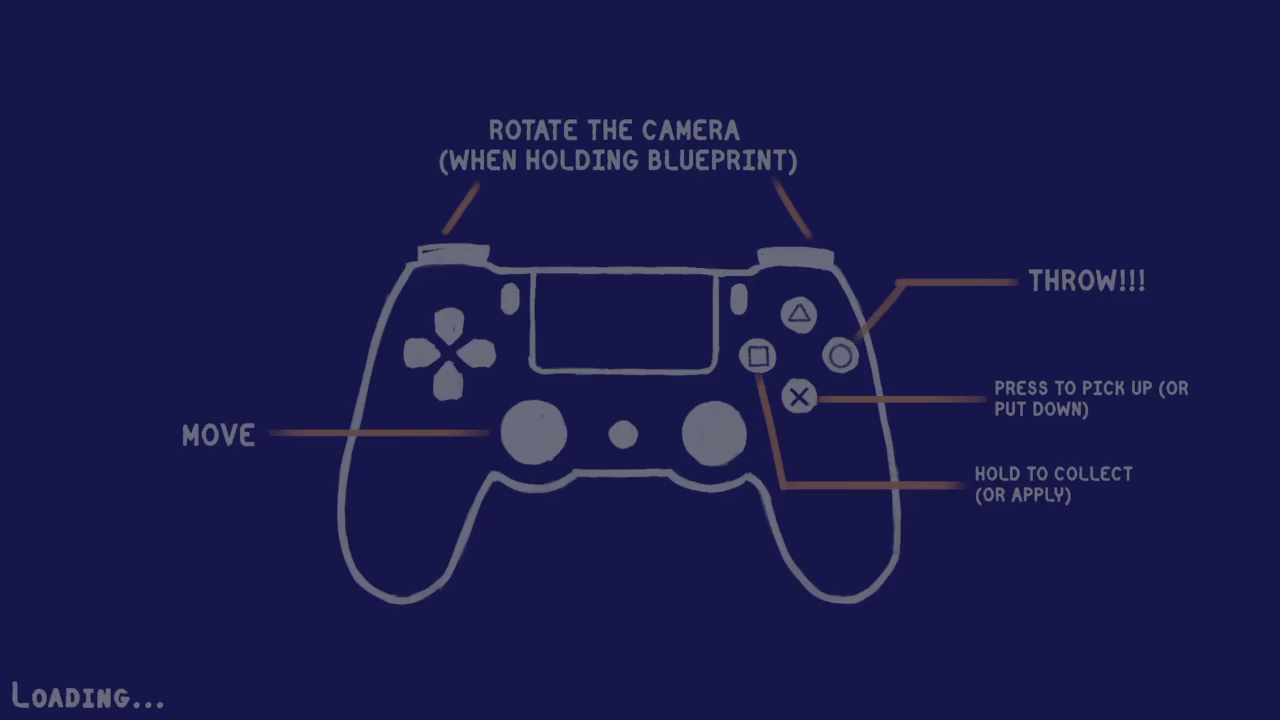 ROTATE THE CAMERA
(WHEN HOLDING BLUEPRINT)
THROW!!!
PRESS TO PICK UP (OR
PUT DOWN)
MOVE
HOLD TO COLLECT
(OR APPLY)
LOADING...